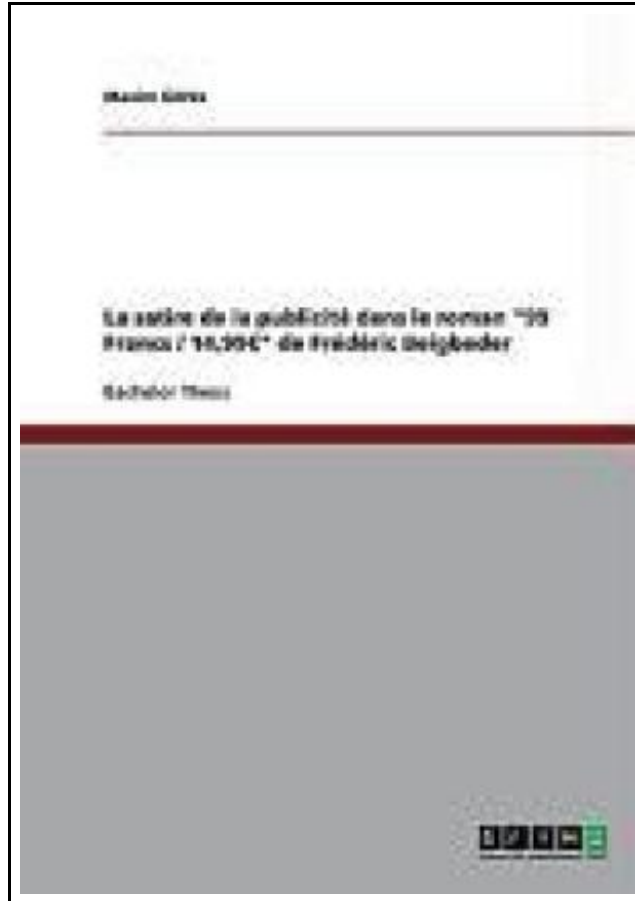 La satire de la publicité dans le roman "99
Francs / 14,99€" de Frédéric Beigbeder
Bachelor Thesis